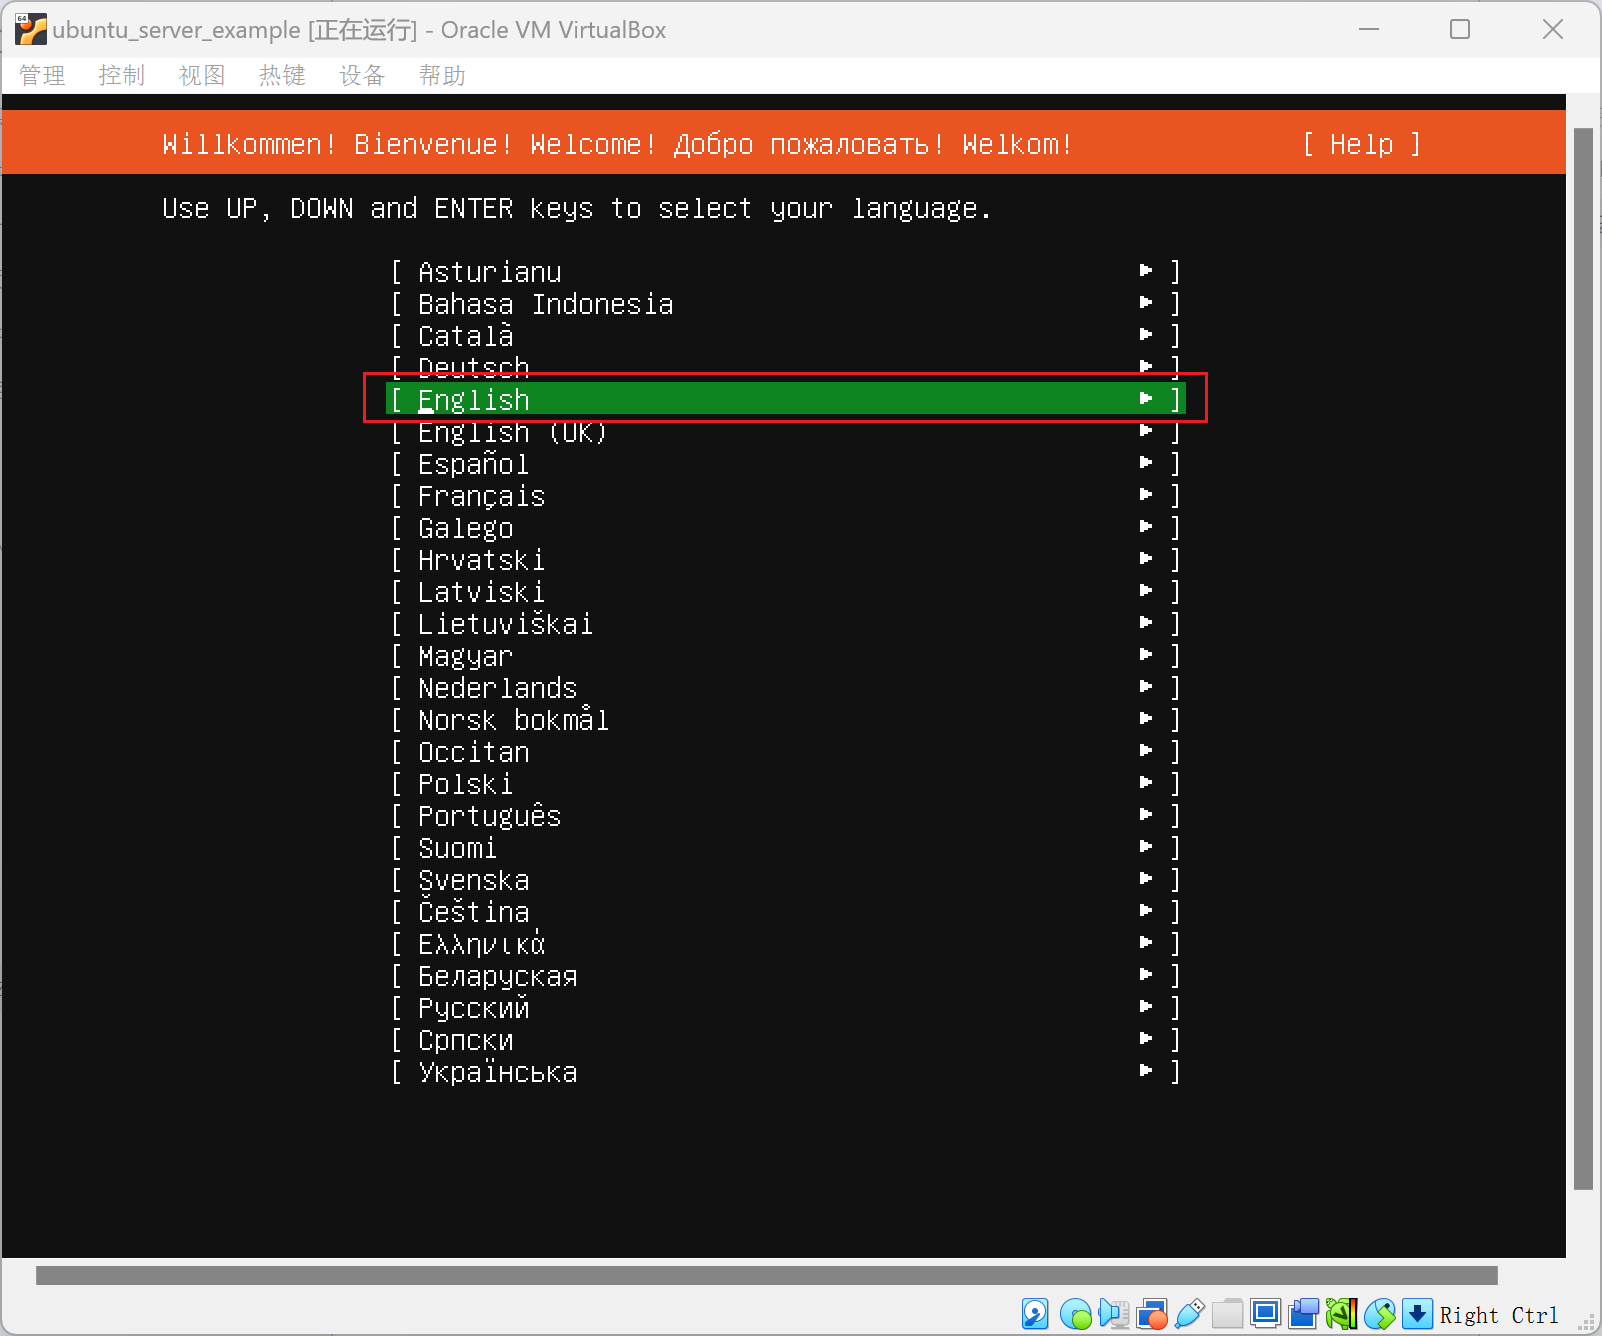 ubuntu_server_example [正在运行] - Oracle VM VirtualBox
管理 控制 视图 热键 设备 帮助
Willkommen! Bienvenue! Welcome! Добро пожаловать! Welkom! [ Help ]
Use UP, DOWN and ENTER keys to select your language.
[ Asturianu ► ]
[ Bahasa Indonesia ► ]
[ Català ► ]
[ Deutsch ► ]
[ English ► ]
[ English (UK) ► ]
[ Español ► ]
[ Français ► ]
[ Galego ► ]
[ Hrvatski ► ]
[ Latviski ► ]
[ Lietuviškai ► ]
[ Magyar ► ]
[ Nederlands ► ]
[ Norsk bokmål ► ]
[ Occitan ► ]
[ Polski ► ]
[ Português ► ]
[ Suomi ► ]
[ Svenska ► ]
[ Čeština ► ]
[ Ελληνικά ► ]
[ Беларуская ► ]
[ Русский ► ]
[ Српски ► ]
[ Українська ► ]
Right Ctrl